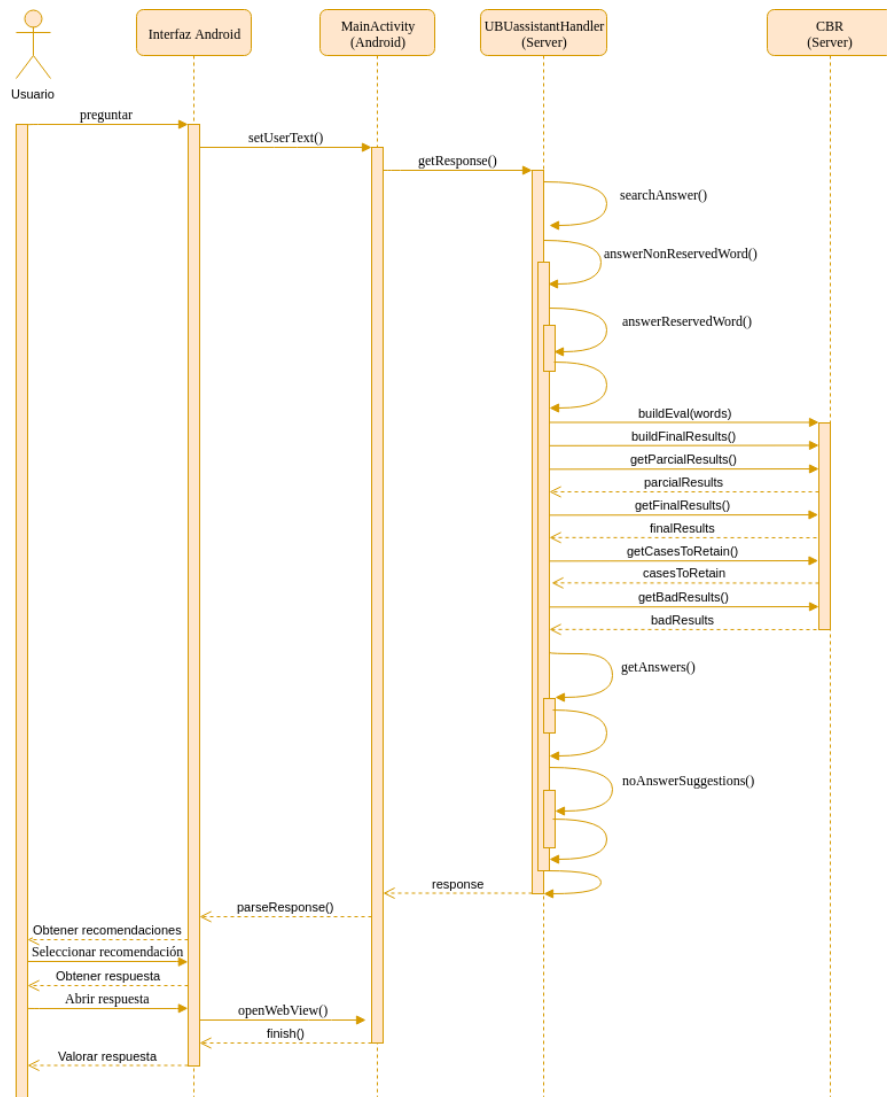 Interfaz Android
MainActivity
(Android)
UBUassistantHandler
(Server)
CBR
(Server)
Usuario
preguntar
setUserText()
getResponse()
searchAnswer()
answerNonReservedWord()
answerReservedWord()
buildEval(words)
buildFinalResults()
getParcialResults()
parcialResults
getFinalResults()
finalResults
getCasesToRetain()
casesToRetain
getBadResults()
badResults
getAnswers()
noAnswerSuggestions()
response
parseResponse()
Obtener recomendaciones
Seleccionar recomendación
Obtener respuesta
Abrir respuesta
openWebView()
finish()
Valorar respuesta